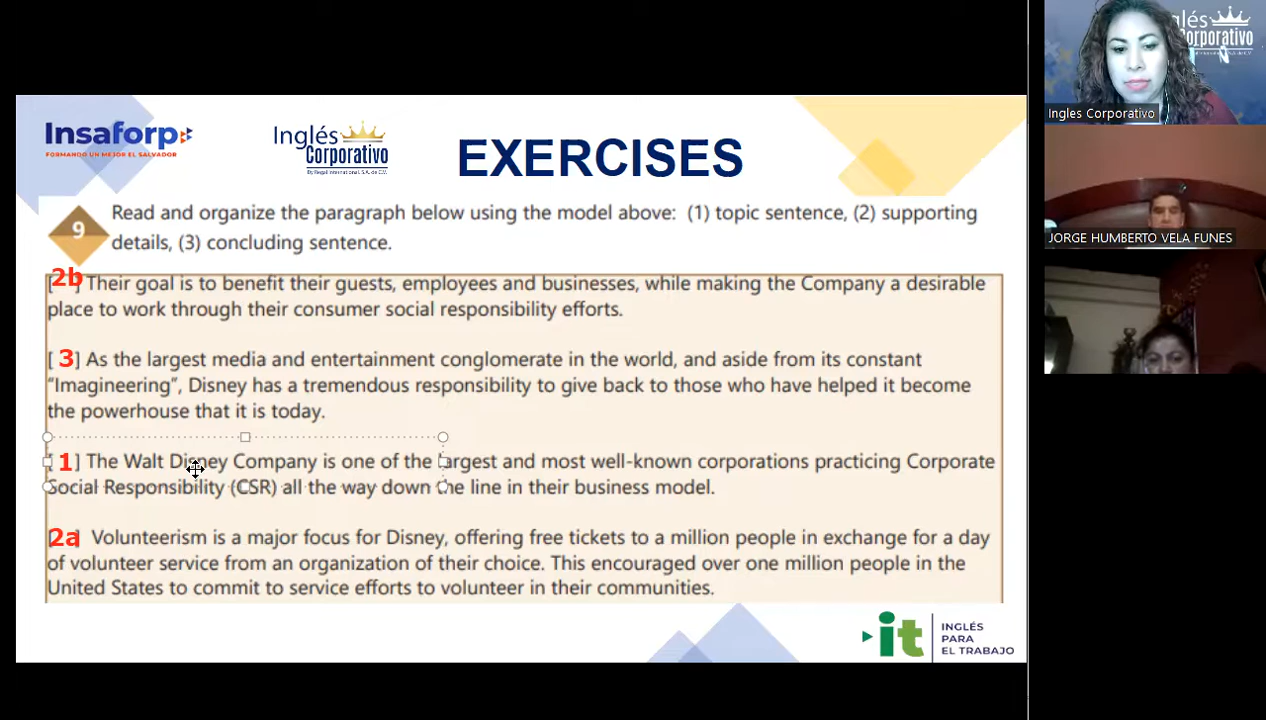 Insaforp
FORMANDO UN MEJOR EL SALVADOR
Inglés
Corporativo
By Regal International, S.A. de C.V.
EXERCISES
9
Read and organize the paragraph below using the model above: (1) topic sentence, (2) supporting
details, (3) concluding sentence.
[2b] Their goal is to benefit their guests, employees and businesses, while making the Company a desirable
place to work through their consumer social responsibility efforts.
[ 3 ] As the largest media and entertainment conglomerate in the world, and aside from its constant
“Imagineering”, Disney has a tremendous responsibility to give back to those who have helped it become
the powerhouse that it is today.
[ 1 ] The Walt Disney Company is one of the largest and most well-known corporations practicing Corporate
Social Responsibility (CSR) all the way down the line in their business model.
[2a] Volunteerism is a major focus for Disney, offering free tickets to a million people in exchange for a day
of volunteer service from an organization of their choice. This encouraged over one million people in the
United States to commit to service efforts to volunteer in their communities.
it
INGLÉS
PARA
EL TRABAJO
glés
Corporativo
Ingles Corporativo
JORGE HUMBERTO VELA FUNES